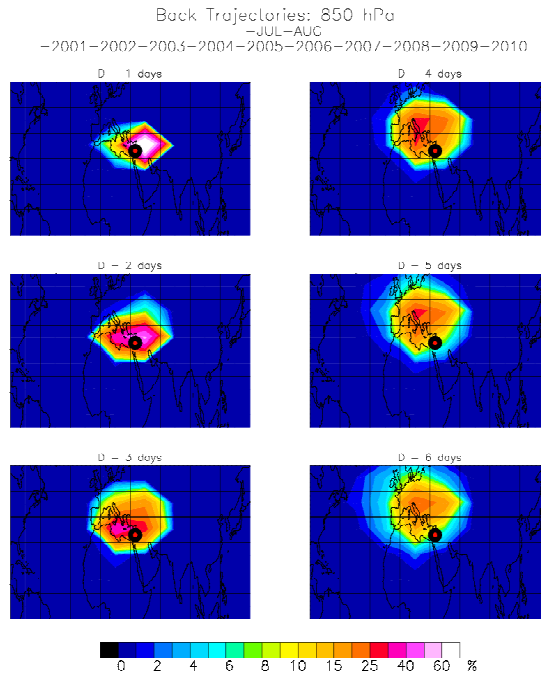 Back Trajectories: 850 hPa
-JUL-AUG
-2001-2002-2003-2004-2005-2006-2007-2008-2009-2010
D - 1 days
D - 4 days
D - 2 days
D - 5 days
D - 3 days
D - 6 days
0 2 4 6 8 10 15 25 40 60 %